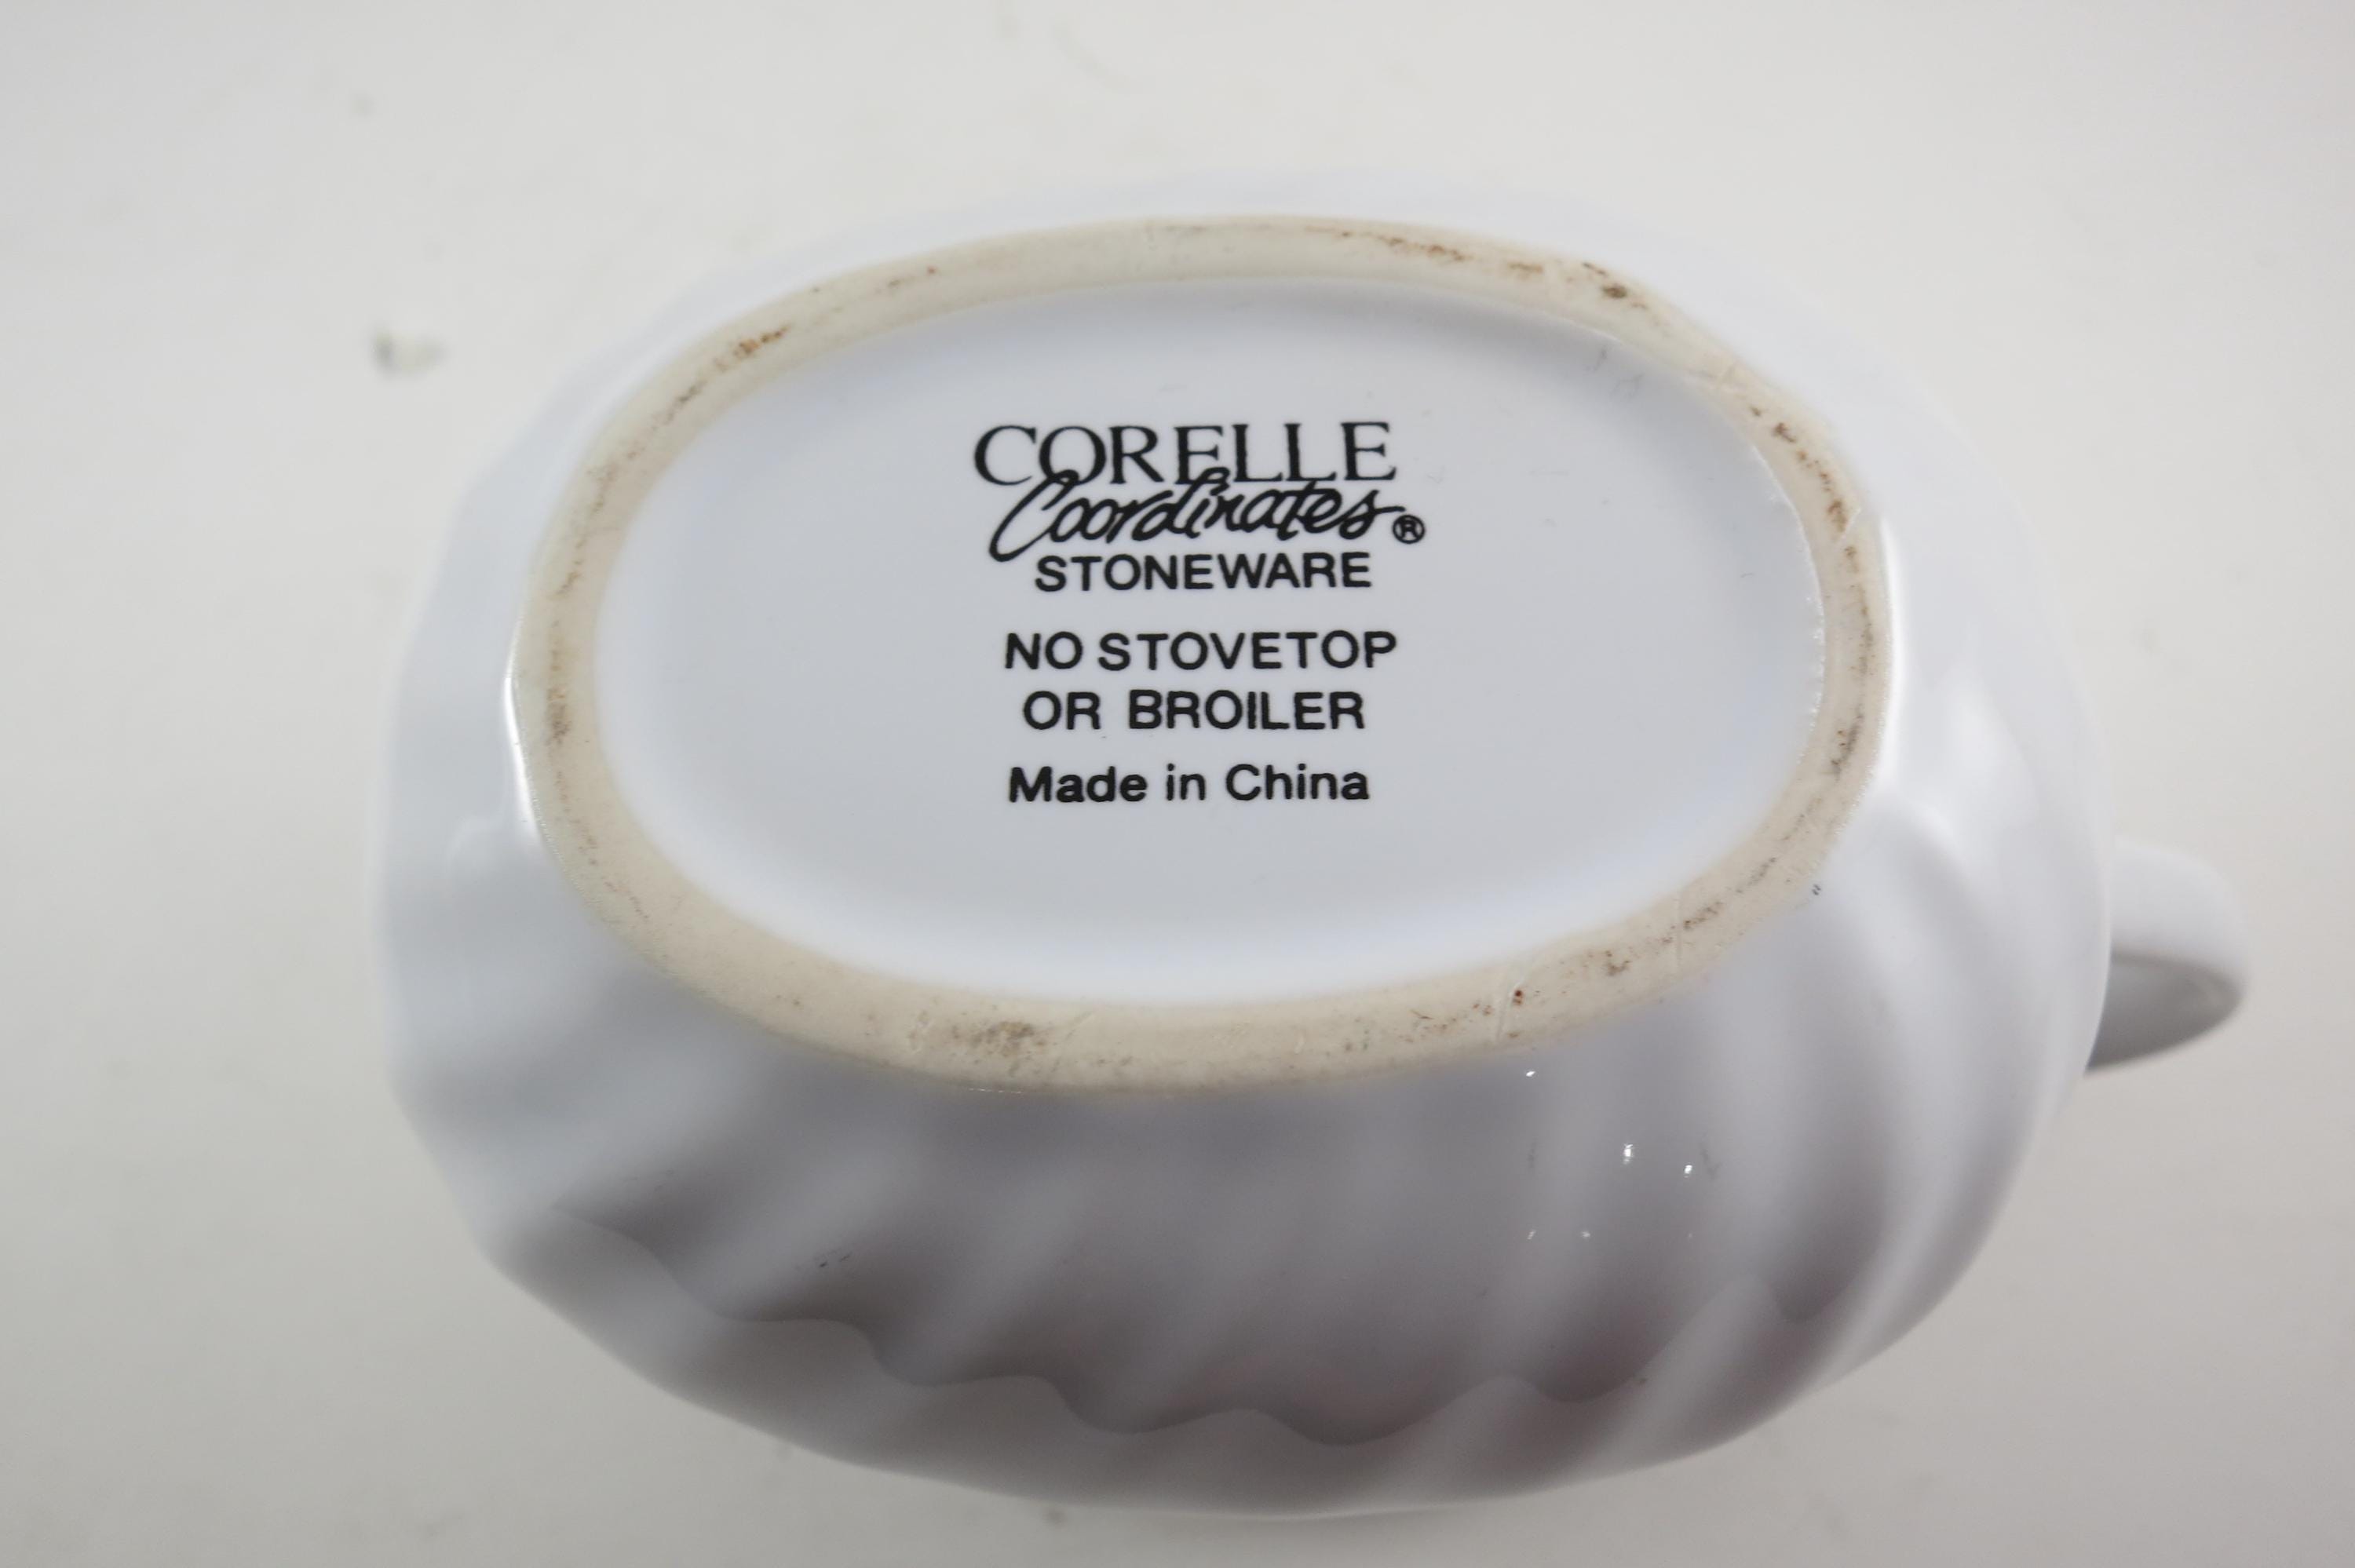 CORELLE
Coordinates®
STONEWARE
NO STOVETOP
OR BROILER
Made in China